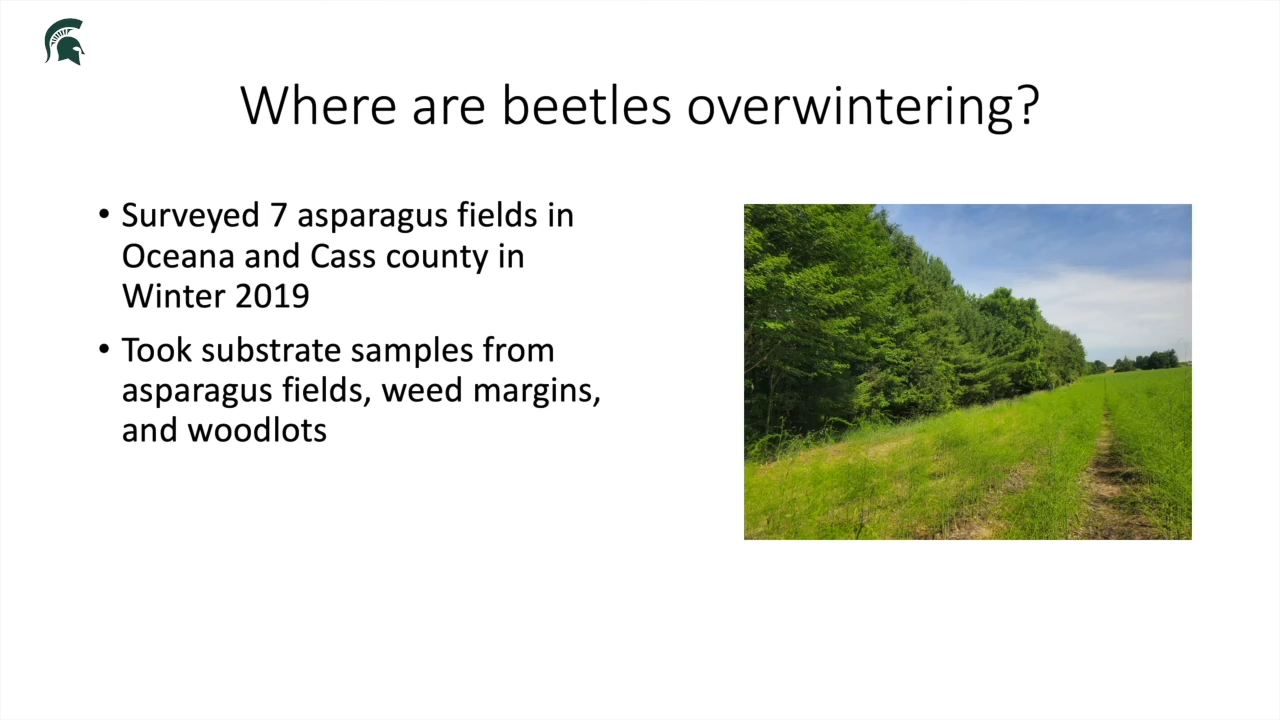 Where are beetles overwintering?
• Surveyed 7 asparagus fields in
Oceana and Cass county in
Winter 2019
• Took substrate samples from
asparagus fields, weed margins,
and woodlots